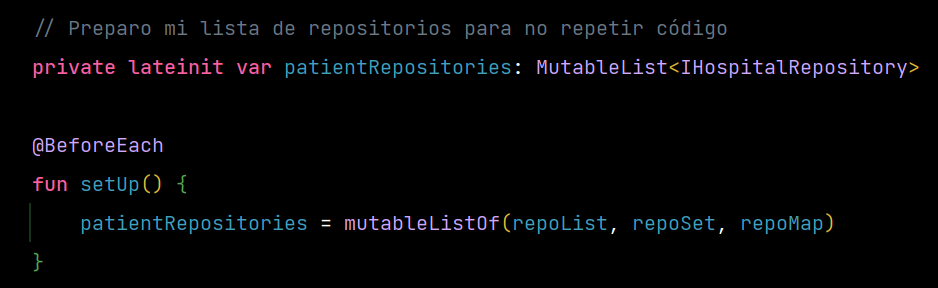 // Preparo mi lista de repositorios para no repetir código
private lateinit var patientRepositories: MutableList<IHospitalRepository>
@BeforeEach
fun setUp() {
patientRepositories = mutableListOf(repoList, repoSet, repoMap)
}